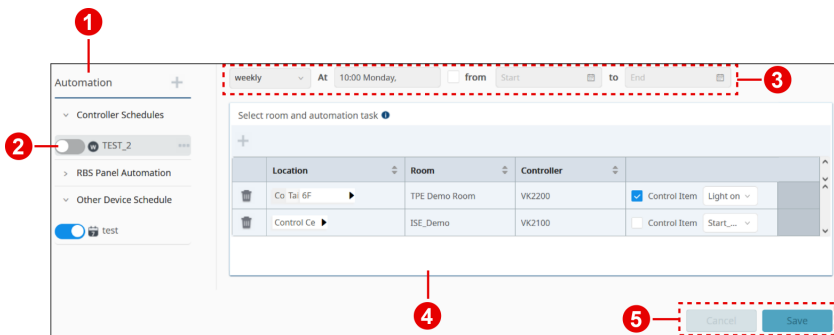 1
Automation +
weekly At 10:00 Monday, from Start to End
3
Controller Schedules
Select room and automation task i
2
W TEST_2
+
RBS Panel Automation
Location Room Controller
Other Device Schedule
Co Tai 6F TPE Demo Room VK2200 Control Item Light on
7 test
Control Ce ISE_Demo VK2100 Control Item Start_...
4
5
Cancel Save